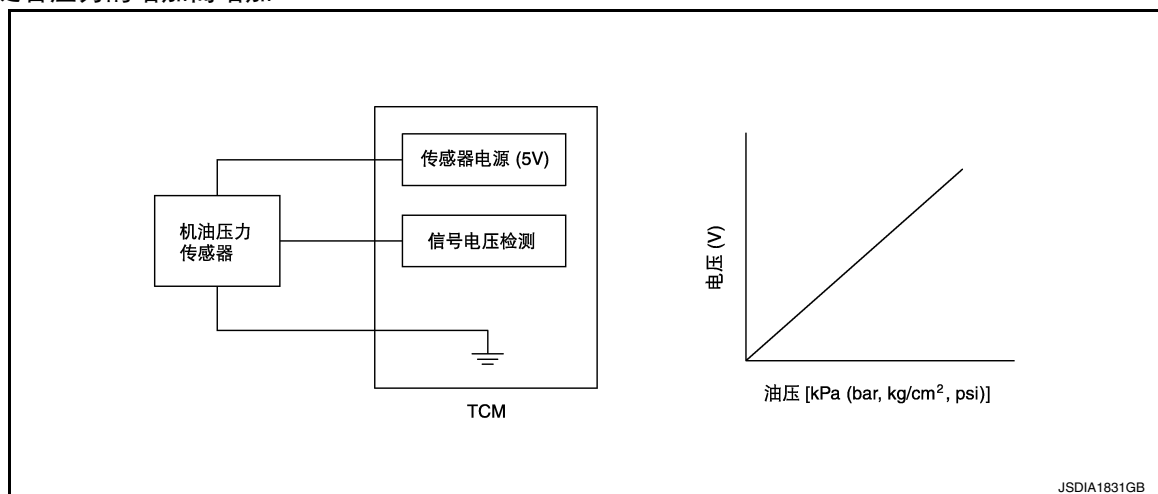 传感器电源 (5V)
机油压力
传感器
信号电压检测
TCM
电压 (V)
油压 [kPa (bar, kg/cm², psi)]
JSDIA1831GB